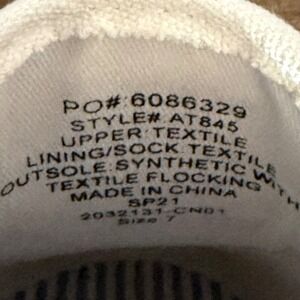 PO#:6086329
STYLE#:AT845
UPPER:TEXTILE
LINING/SOCK:TEXTILE
OUTSOLE:SYNTHETIC WITH
TEXTILE FLOCKING
MADE IN CHINA
SP21
2032131-CN01
Size 7